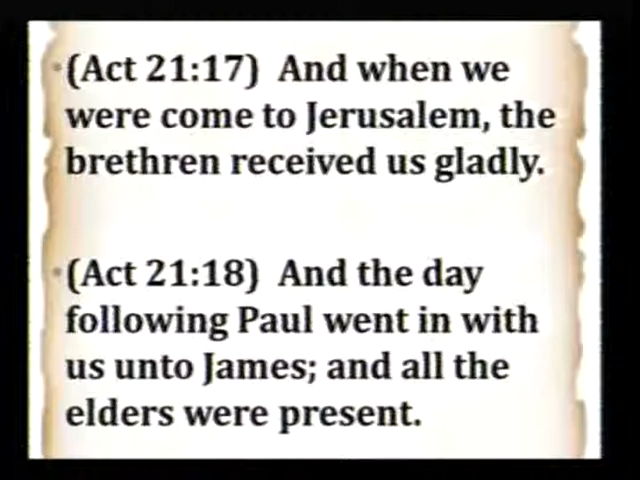 (Act 21:17) And when we
were come to Jerusalem, the
brethren received us gladly.
(Act 21:18) And the day
following Paul went in with
us unto James; and all the
elders were present.